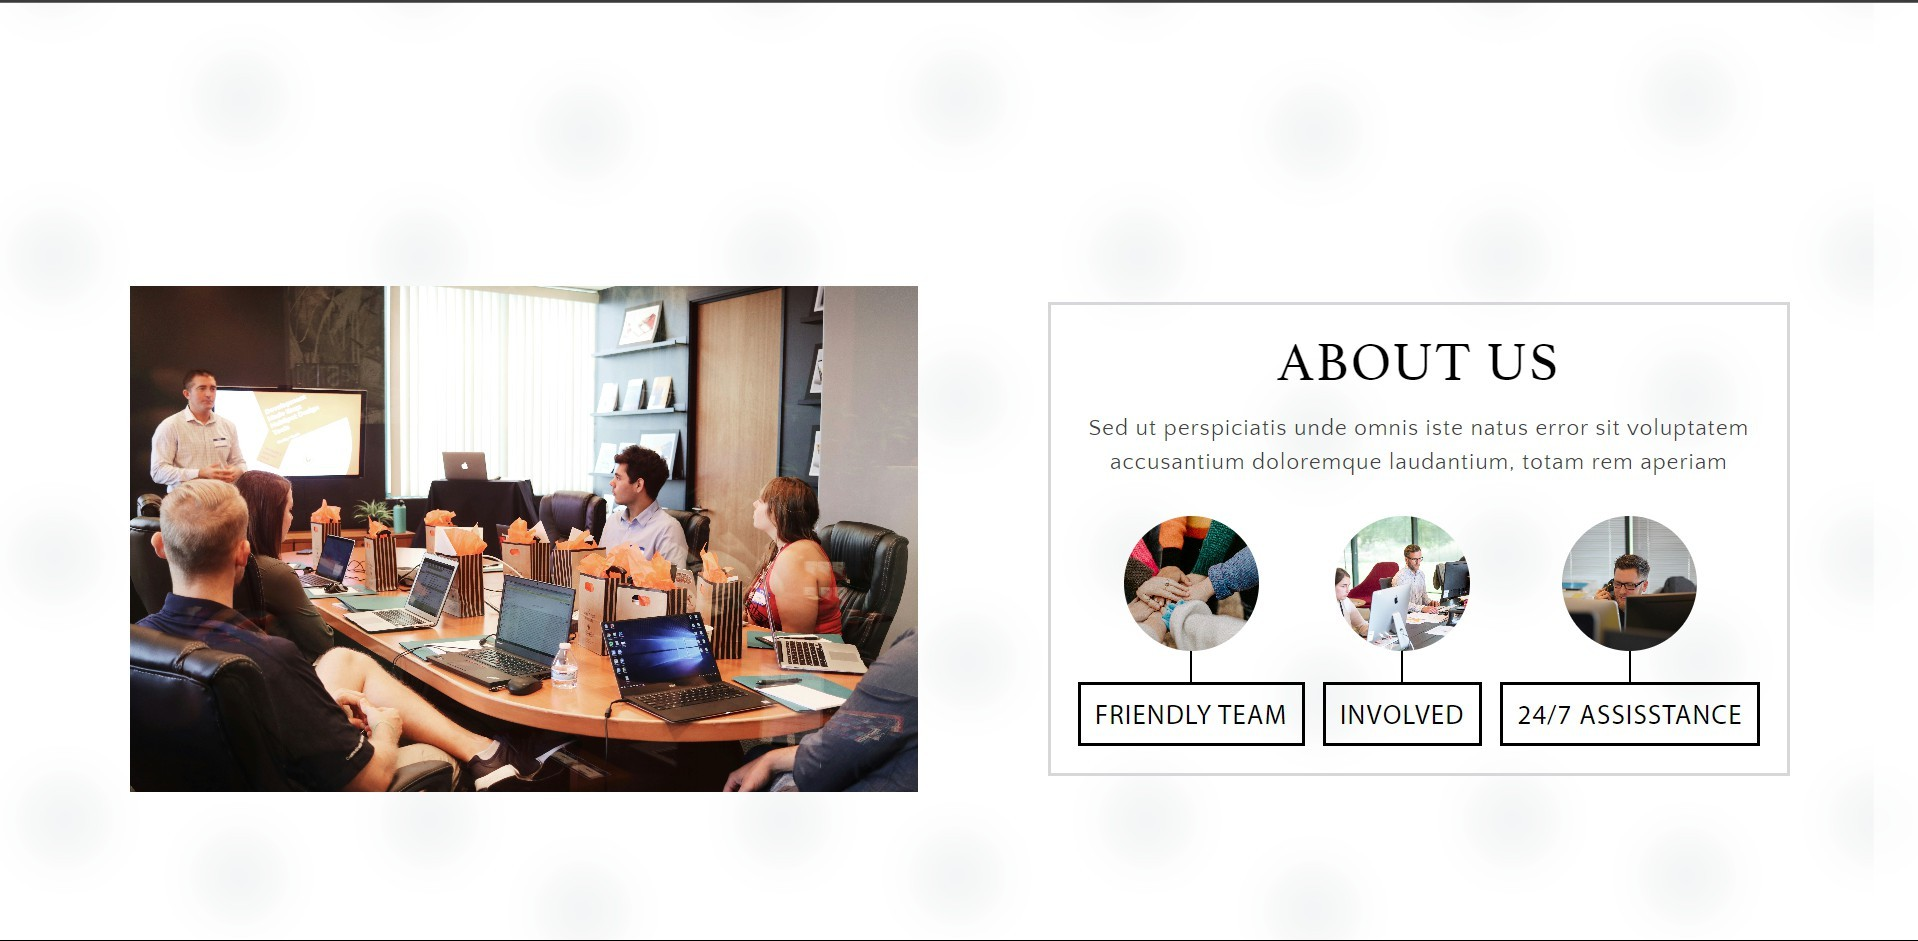 ABOUT US
Sed ut perspiciatis unde omnis iste natus error sit voluptatem
accusantium doloremque laudantium, totam rem aperiam
FRIENDLY TEAM
INVOLVED
24/7 ASSISSTANCE